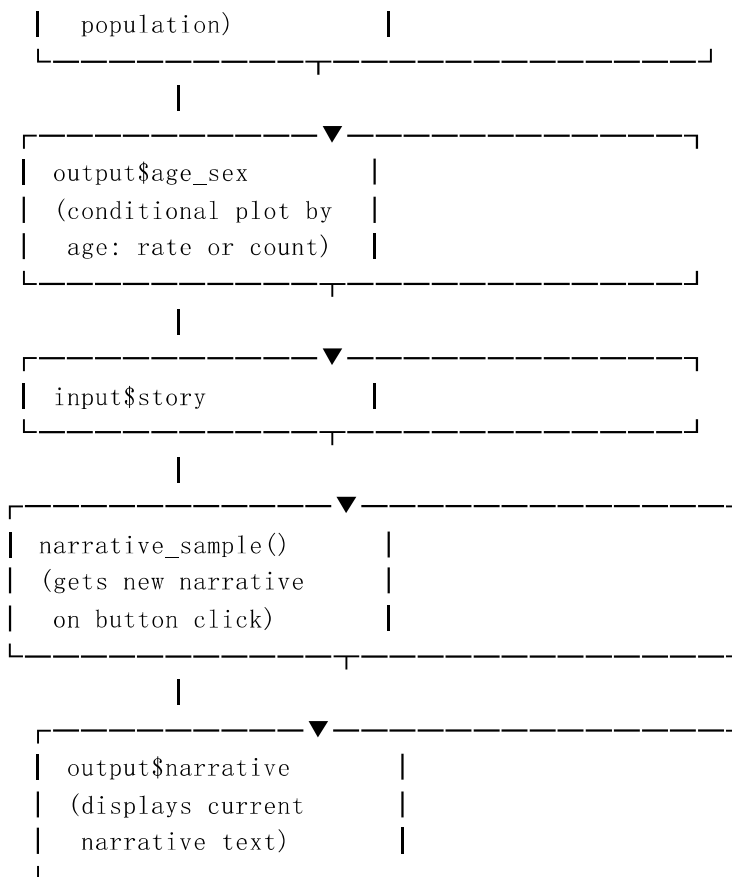 population)
output$age_sex
(conditional plot by
age: rate or count)
input$story
narrative_sample()
(gets new narrative
on button click)
output$narrative
(displays current
narrative text)